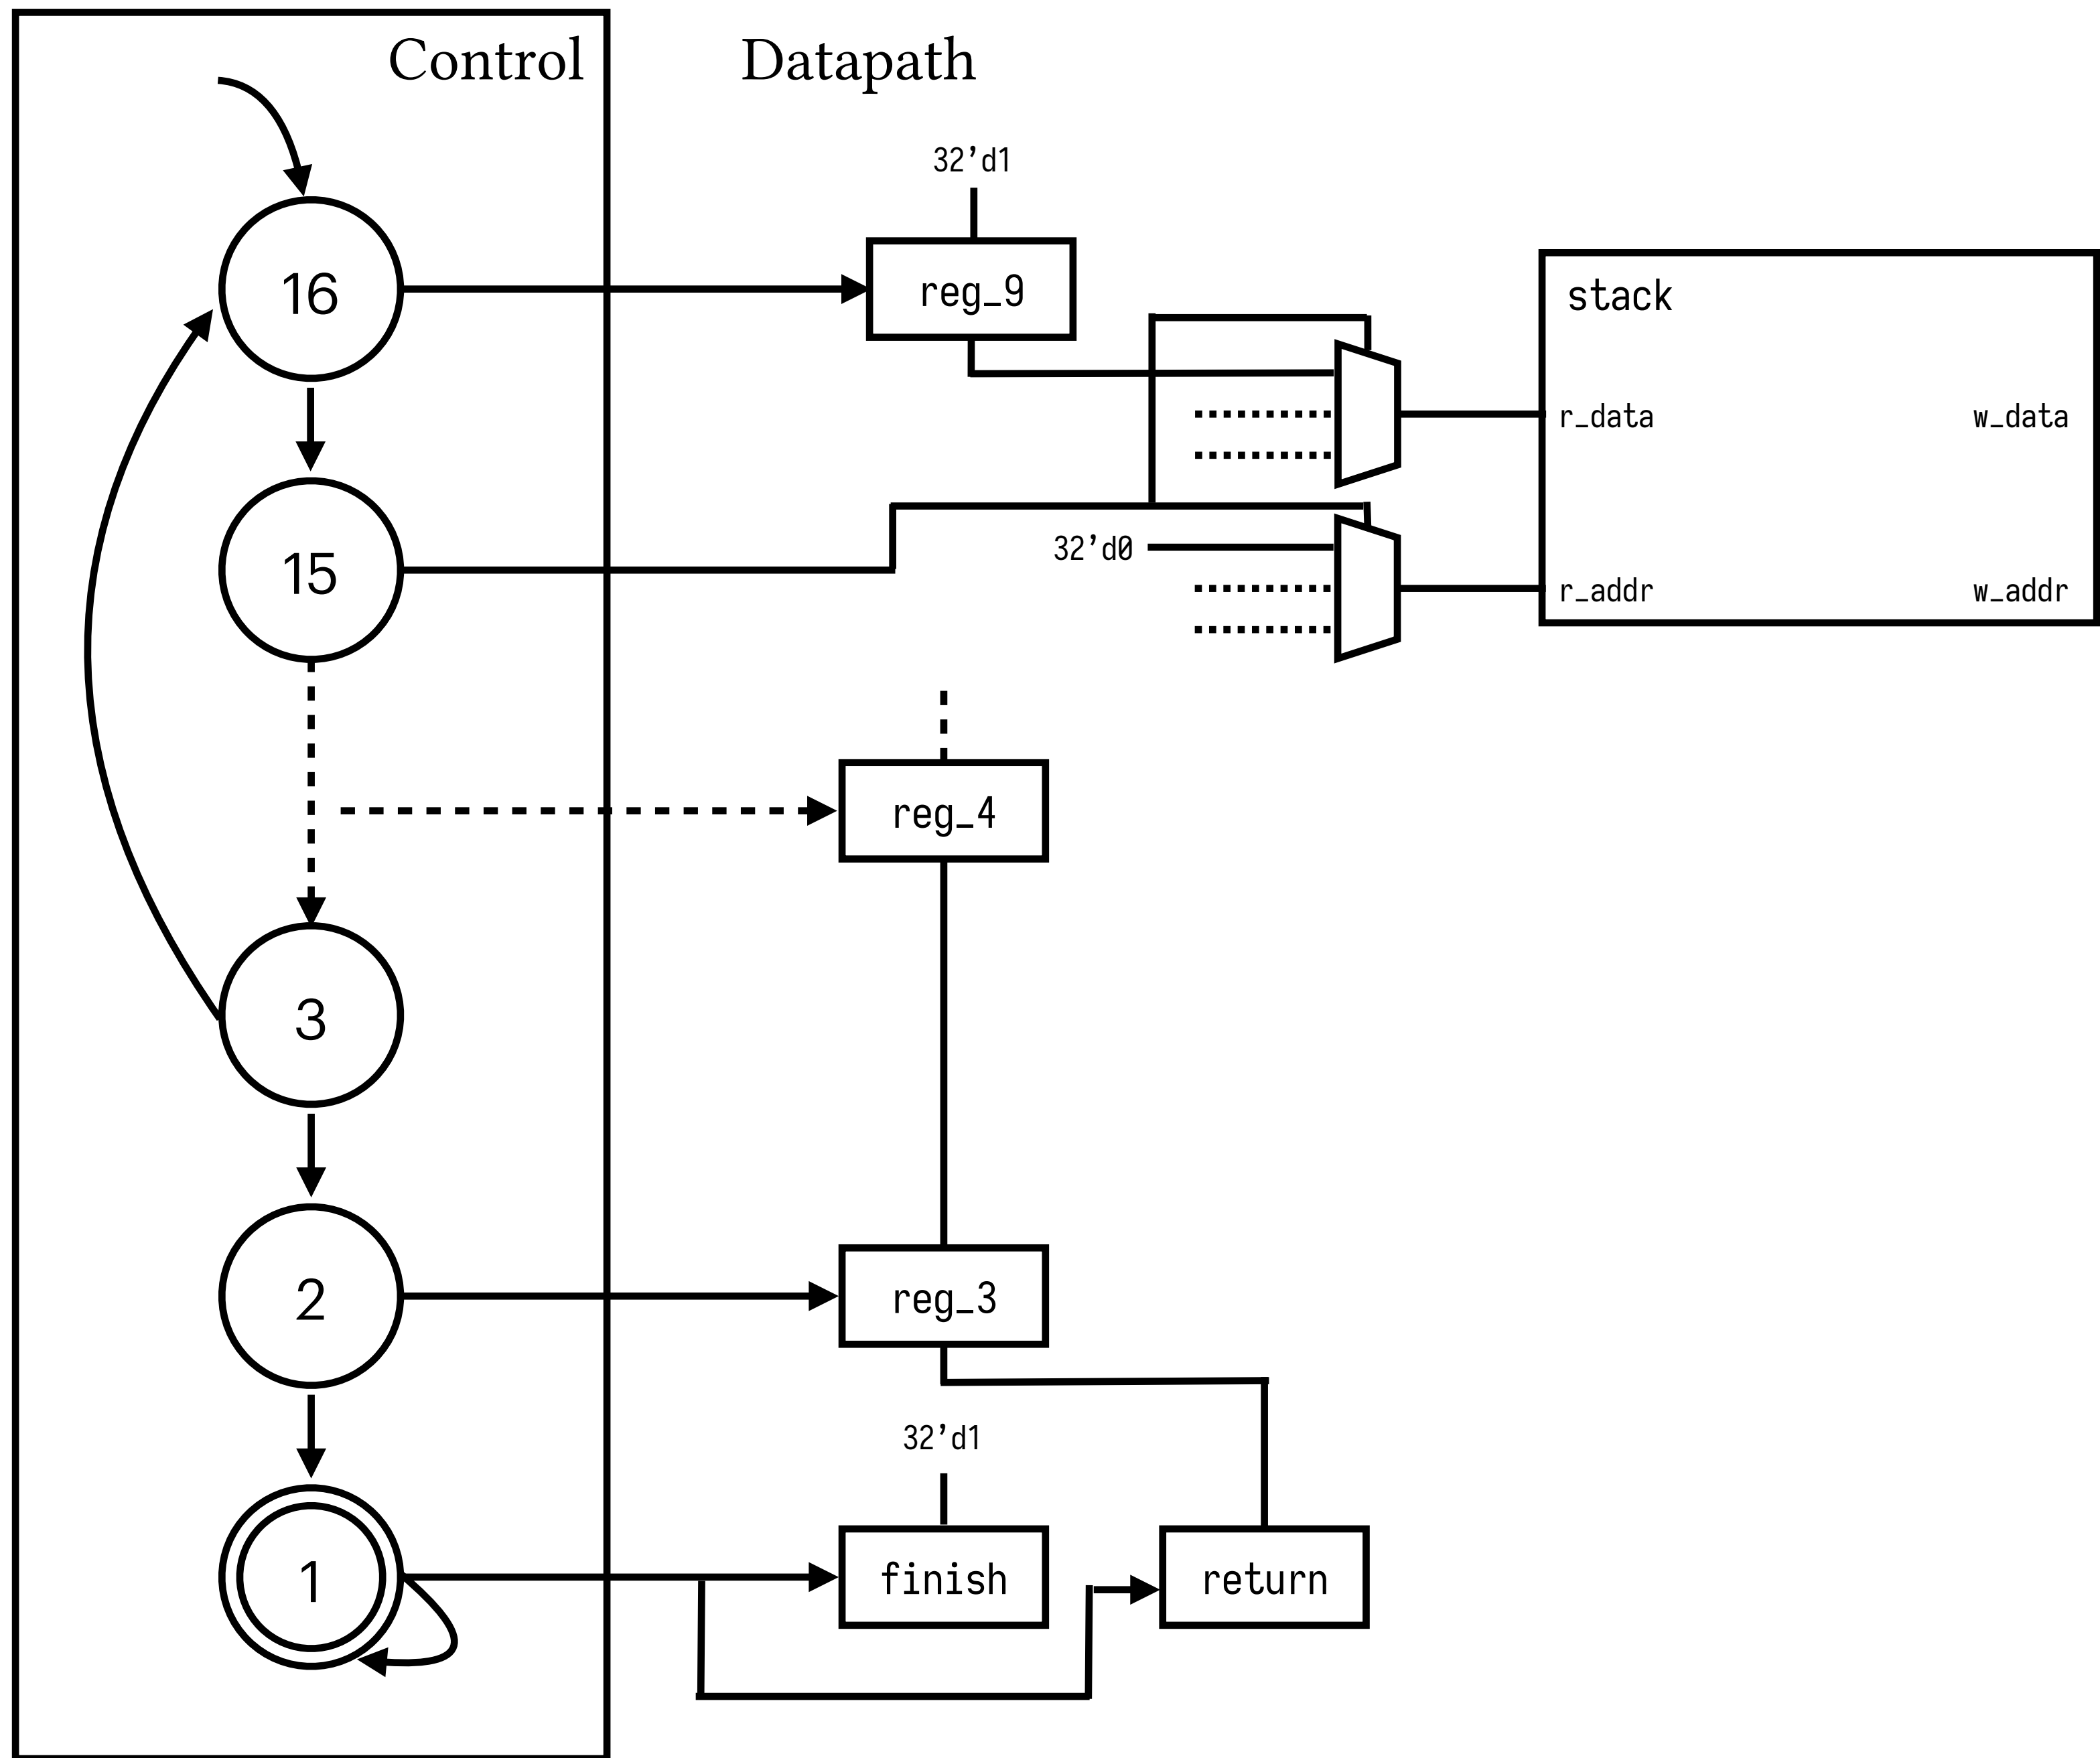 Control
Datapath
32'd1
16
reg_9
stack
r_data
w_data
15
32'd0
r_addr
w_addr
reg_4
3
2
reg_3
32'd1
1
finish
return